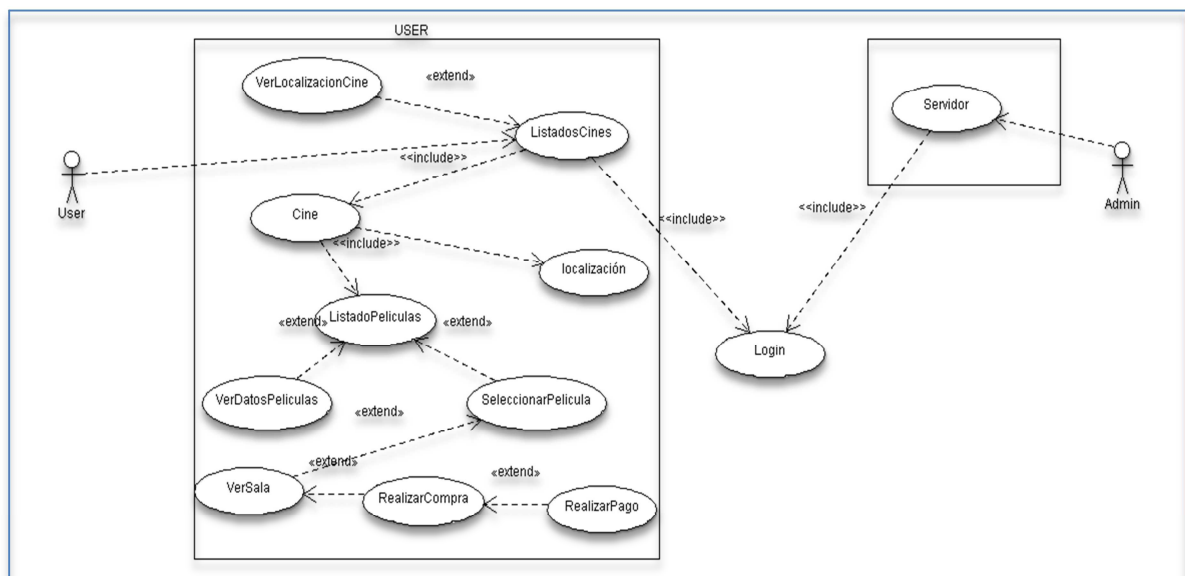 USER
VerLocalizacionCine
«extend»
Servidor
ListadosCines
<<include>>
User
Admin
Cine
<<include>>
<<include>>
<<include>>
localización
ListadoPeliculas
«extend»
«extend»
Login
VerDatosPeliculas
SeleccionarPelicula
«extend»
«extend»
«extend»
VerSala
RealizarCompra
RealizarPago